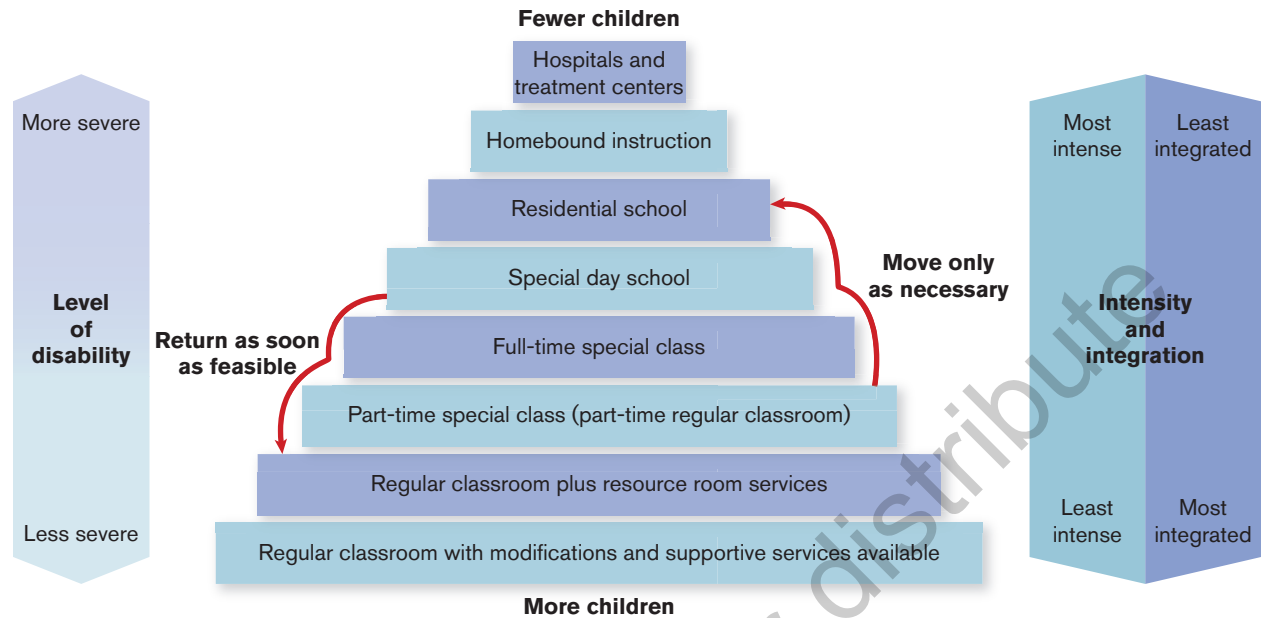 Fewer children
Hospitals and
treatment centers
Homebound instruction
Residential school
Special day school
Full-time special class
Part-time special class (part-time regular classroom)
Regular classroom plus resource room services
Regular classroom with modifications and supportive services available
More children
More severe
Level
of
disability
Less severe
Return as soon
as feasible
Move only
as necessary
Most
intense
Least
integrated
Intensity
and
integration
Least
intense
Most
integrated
distribute